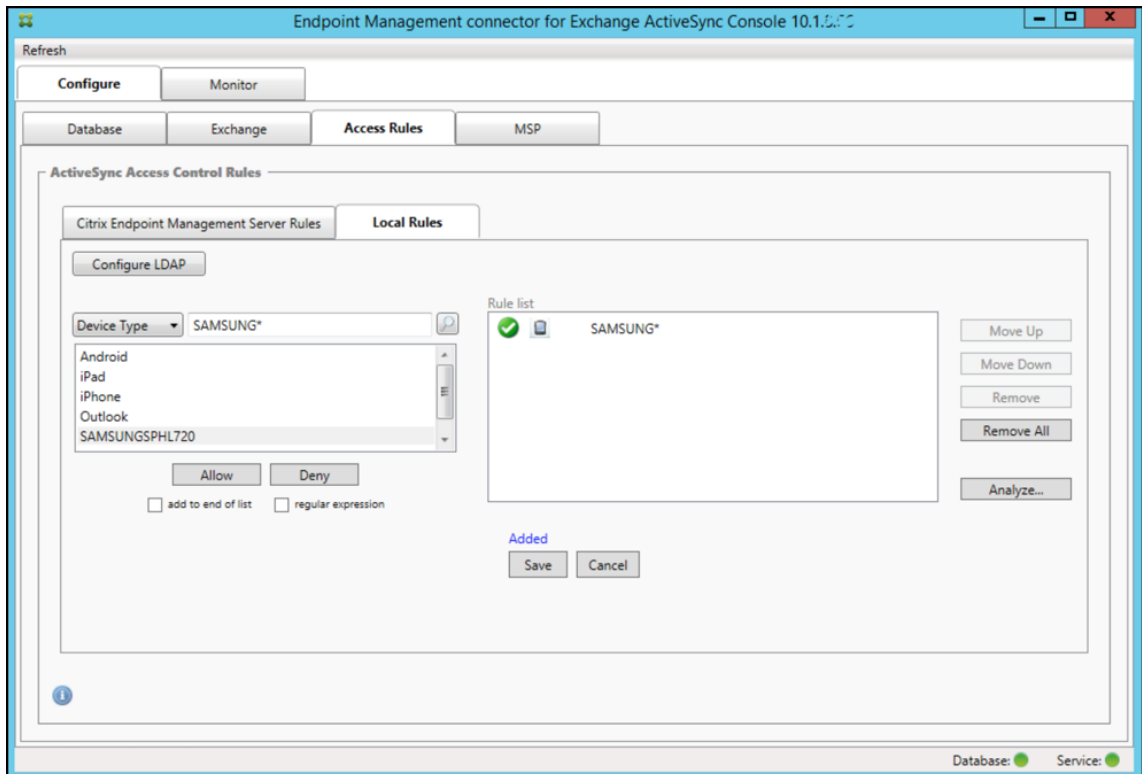 Endpoint Management connector for Exchange ActiveSync Console
Refresh
Configure Monitor
Database Exchange Access Rules MSP
ActiveSync Access Control Rules
Citrix Endpoint Management Server Rules Local Rules
Configure LDAP
Rule list
Device Type SAMSUNG*
SAMSUNG*
Android
iPad
iPhone
Outlook
SAMSUNGSPHL720
Allow Deny
add to end of list regular expression
Move Up
Move Down
Remove
Remove All
Analyze...
Added
Save Cancel
Database: Service: